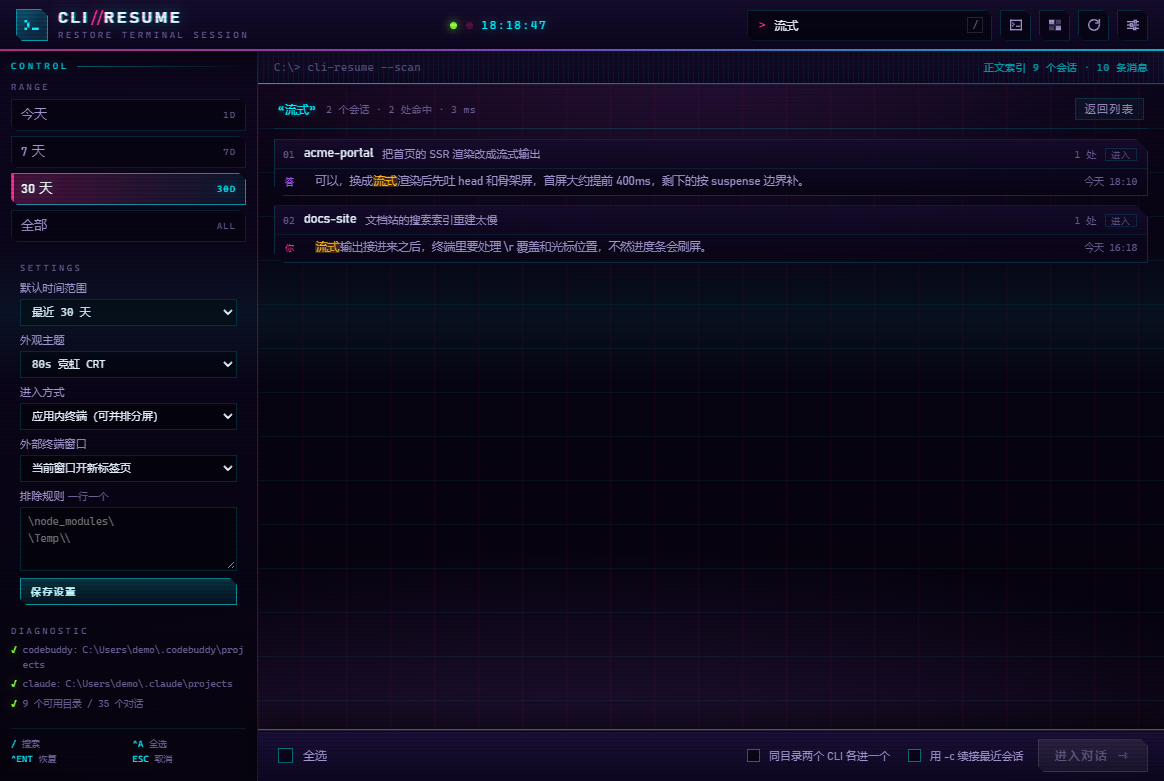 CLI//RESUME
RESTORE TERMINAL SESSION
18:18:47
> 流式 /
CONTROL
RANGE
今天 1D
7 天 7D
30 天 30D
全部 ALL
SETTINGS
默认时间范围
最近 30 天
外观主题
80s 霓虹 CRT
进入方式
应用内终端（可并排分屏）
外部终端窗口
当前窗口开新标签页
排除规则 一行一个
\node_modules\
\Temp\\
保存设置
DIAGNOSTIC
✓ codebuddy: C:\Users\demo\.codebuddy\proj
ects
✓ claude: C:\Users\demo\.claude\projects
✓ 9 个可用目录 / 35 个对话
/ 搜索 ^A 全选
^ENT 恢复 ESC 取消
C:\> cli-resume --scan
正文索引 9 个会话 · 10 条消息
“流式” 2 个会话 · 2 处命中 · 3 ms
返回列表
01 acme-portal 把首页的 SSR 渲染改成流式输出 1 处 进入
答 可以，换成流式渲染后先吐 head 和骨架屏，首屏大约提前 400ms，剩下的按 suspense 边界补。 今天 18:10
02 docs-site 文档站的搜索索引重建太慢 1 处 进入
你 流式输出接进来之后，终端里要处理 \r 覆盖和光标位置，不然进度条会刷屏。 今天 16:18
全选
同目录两个 CLI 各进一个
用 -c 续接最近会话
进入对话 →